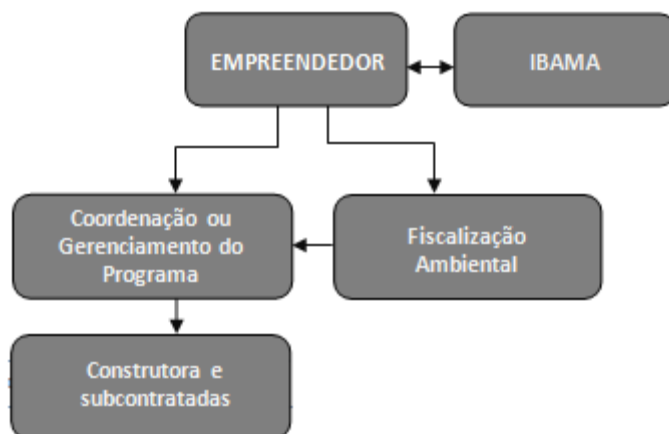 EMPREENDEDOR
IBAMA
Coordenação ou
Gerenciamento do
Programa
Fiscalização
Ambiental
Construtora e
subcontratadas